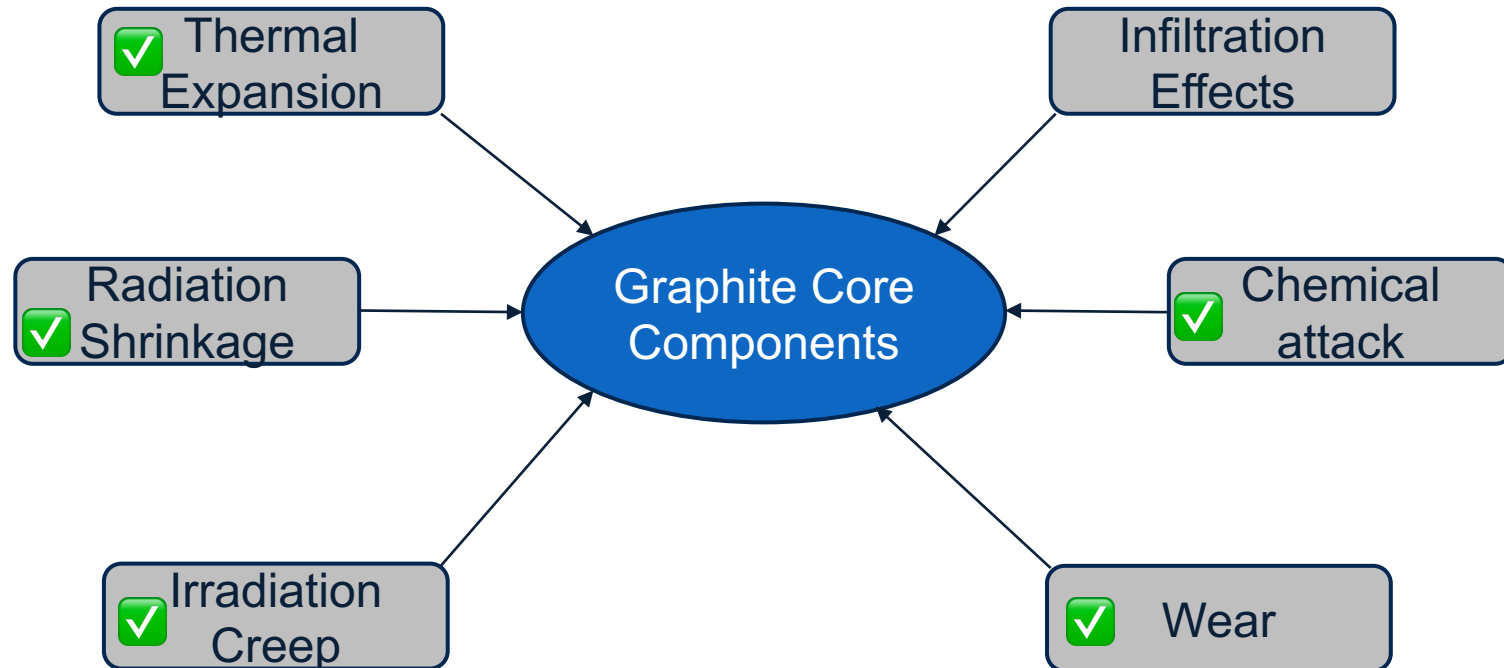 Thermal
Expansion
Infiltration
Effects
Radiation
Shrinkage
Graphite Core
Components
Chemical
attack
Irradiation
Creep
Wear